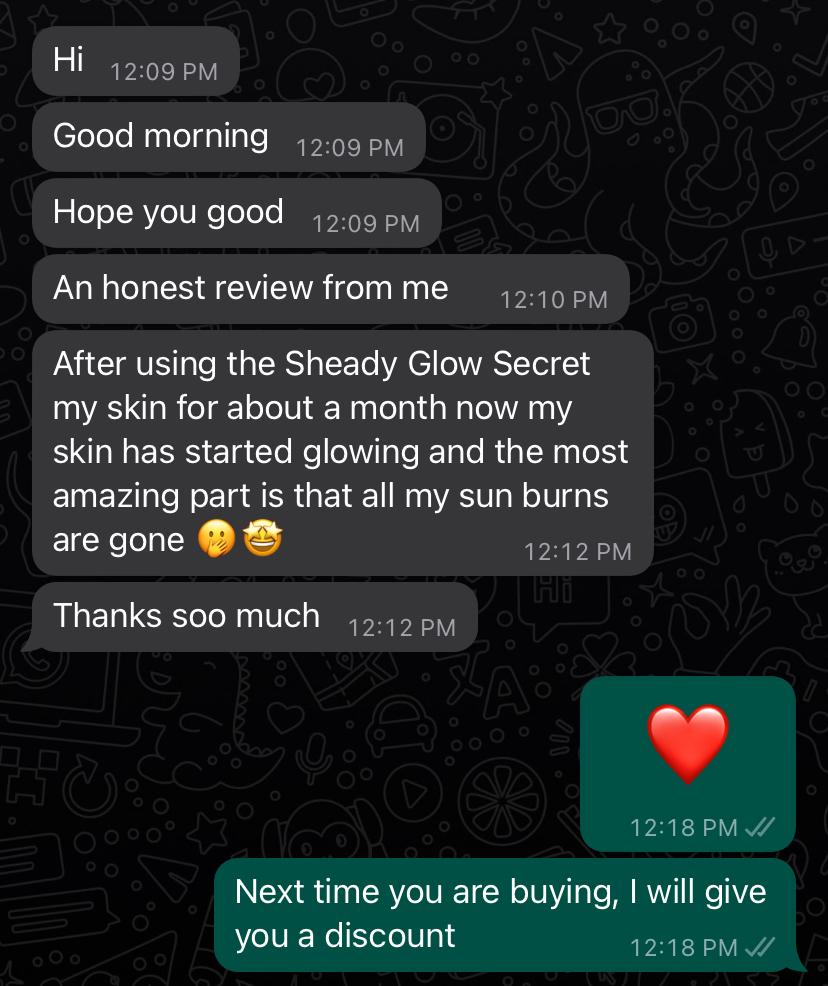 Hi 12:09 PM
Good morning 12:09 PM
Hope you good 12:09 PM
An honest review from me 12:10 PM
After using the Sheady Glow Secret
my skin for about a month now my
skin has started glowing and the most
amazing part is that all my sun burns
are gone 🤭🤩 12:12 PM
Thanks soo much 12:12 PM
❤️
12:18 PM
Next time you are buying, I will give
you a discount 12:18 PM